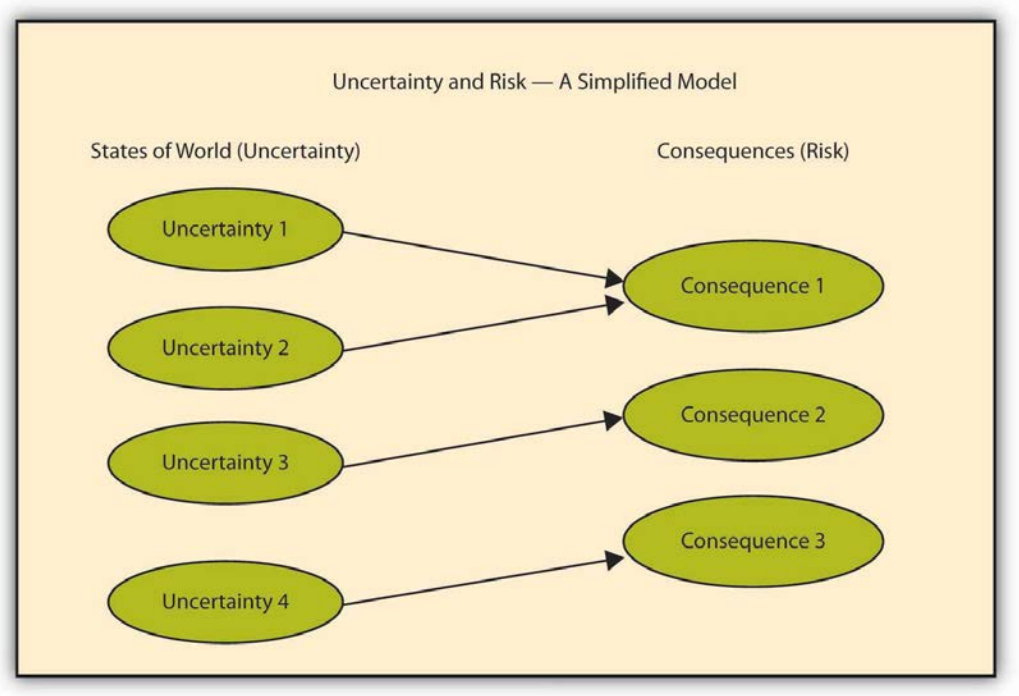 Uncertainty and Risk — A Simplified Model
States of World (Uncertainty)
Consequences (Risk)
Uncertainty 1
Uncertainty 2
Uncertainty 3
Uncertainty 4
Consequence 1
Consequence 2
Consequence 3